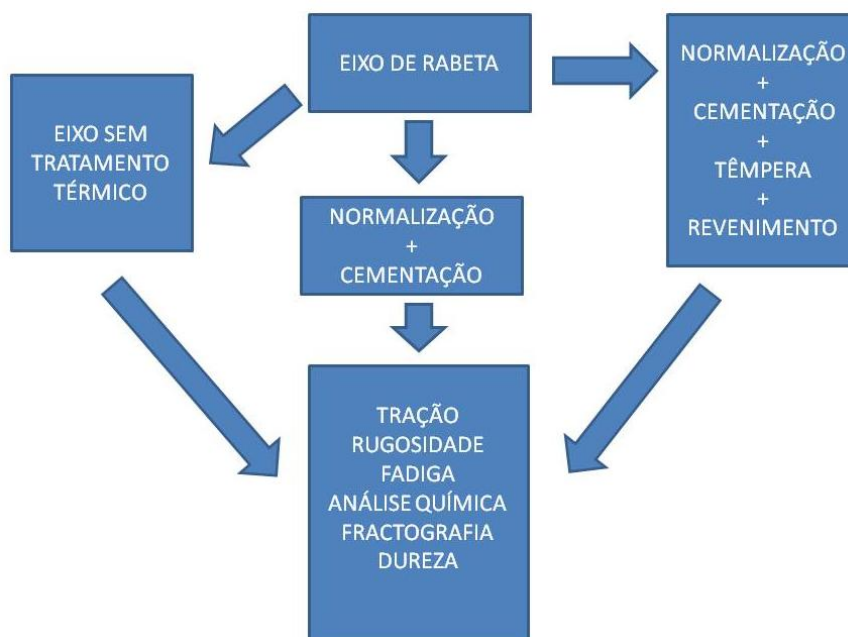 EIXO DE RABETA
EIXO SEM
TRATAMENTO
TÉRMICO
NORMALIZAÇÃO
+
CEMENTAÇÃO
NORMALIZAÇÃO
+
CEMENTAÇÃO
+
TÊMPERA
+
REVENIMENTO
TRAÇÃO
RUGOSIDADE
FADIGA
ANÁLISE QUÍMICA
FRACTOGRAFIA
DUREZA